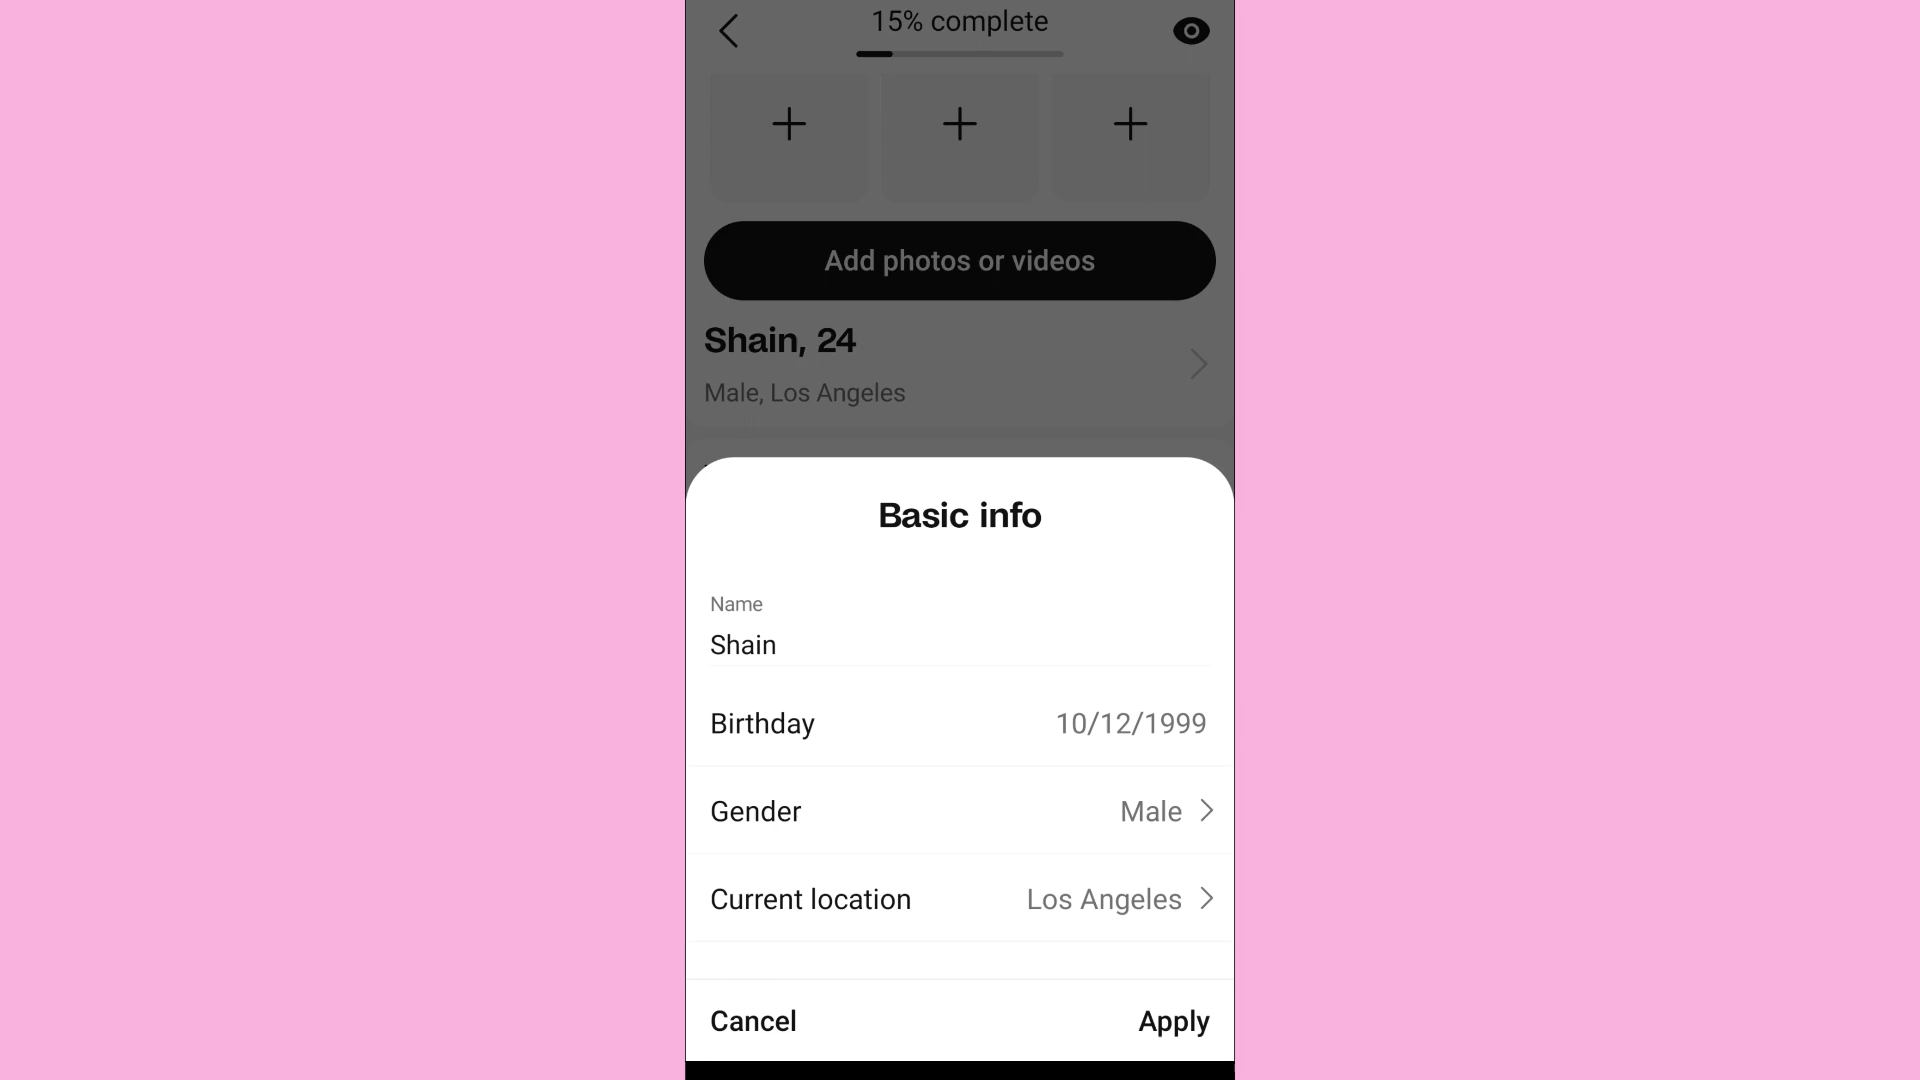 15% complete
Add photos or videos
Shain, 24
Male, Los Angeles
Basic info
Name
Shain
Birthday 10/12/1999
Gender Male
Current location Los Angeles
Cancel Apply